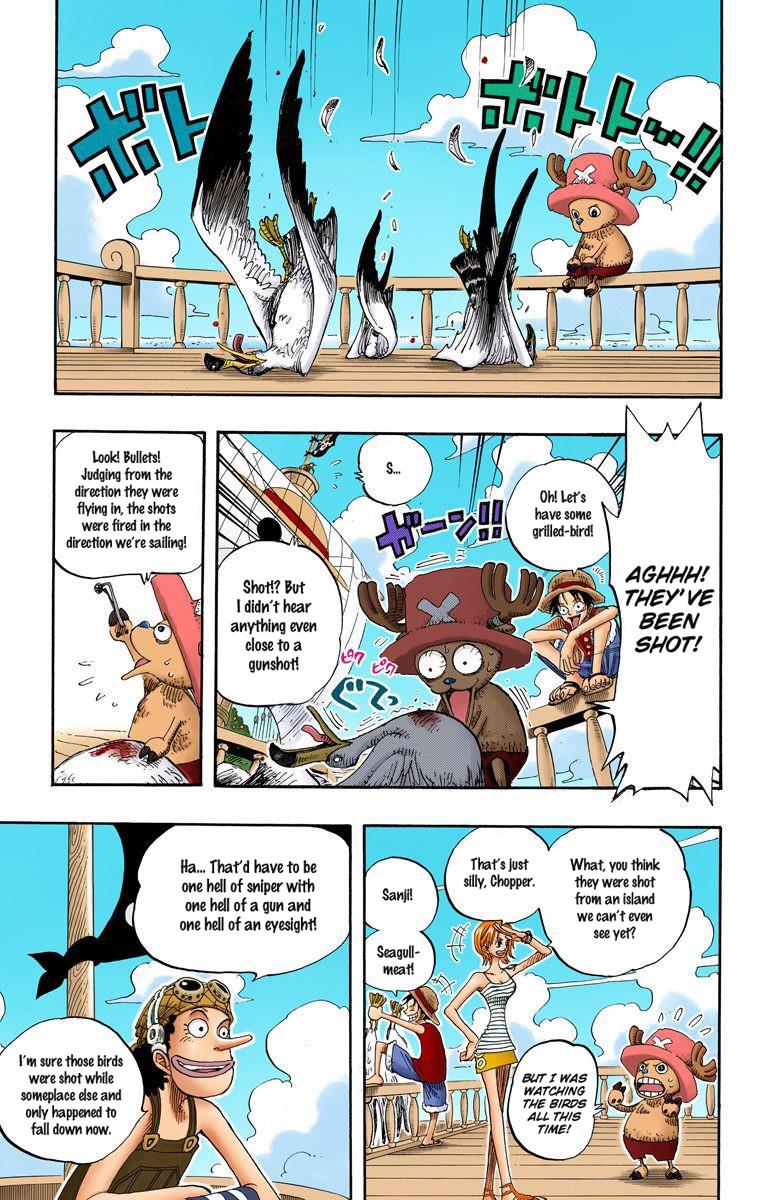 ボト
ボトトッ!!
AGHHH!
THEY'VE
BEEN
SHOT!
Oh! Let's
have some
grilled-bird!
S...
ガーン!!
Shot!? But
I didn't hear
anything even
close to a
gunshot!
ピク ピク
ぐてっ
Look! Bullets!
Judging from the
direction they were
flying in, the shots
were fired in the
direction we're sailing!
What, you think
they were shot
from an island
we can't even
see yet?
That's just
silly, Chopper.
Sanji!
Seagull-
meat!
BUT I WAS
WATCHING
THE BIRDS
ALL THIS
TIME!
Ha... That'd have to be
one hell of sniper with
one hell of a gun and
one hell of an eyesight!
I'm sure those birds
were shot while
someplace else and
only happened to
fall down now.